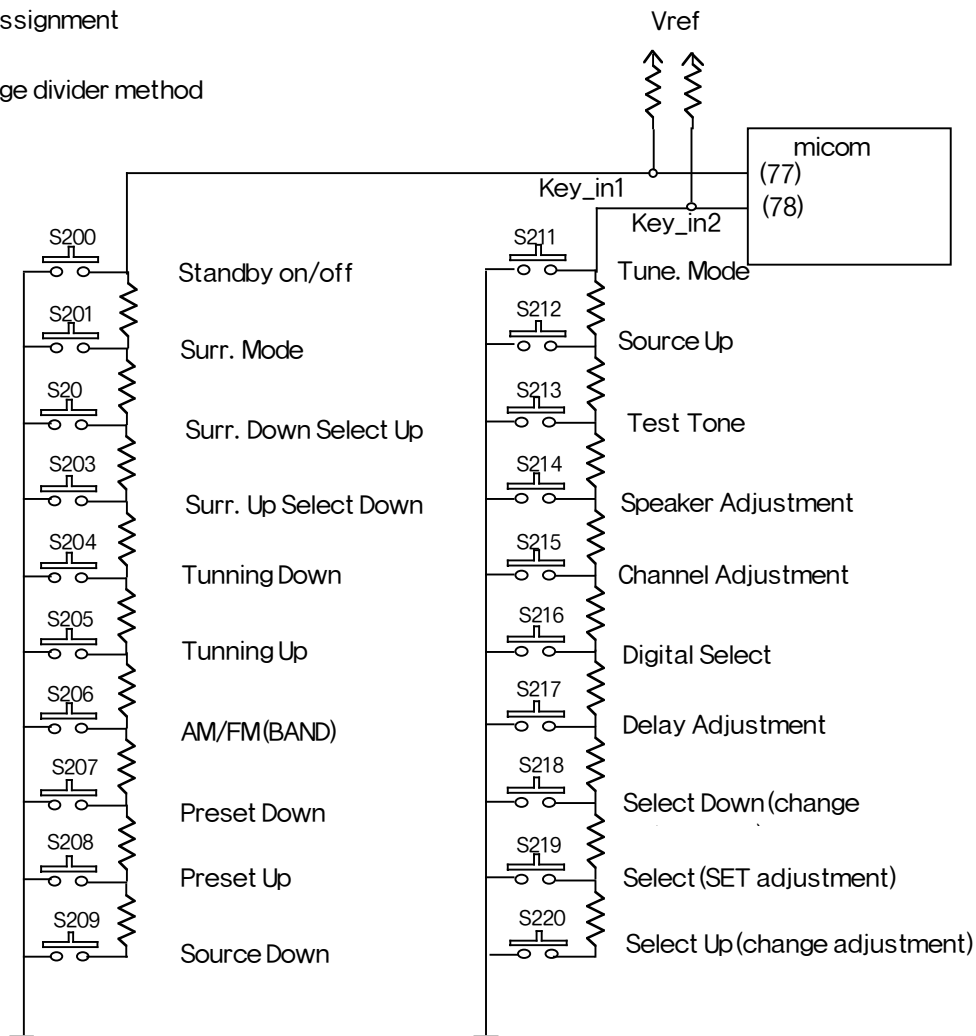 ssignment
Vref
ge divider method
micom
(77)
Key_in1
(78)
Key_in2
S200
Standby on/off
S201
Surr. Mode
S20
Surr. Down Select Up
S203
Surr. Up Select Down
S204
Tunning Down
S205
Tunning Up
S206
AM/FM(BAND)
S207
Preset Down
S208
Preset Up
S209
Source Down
S211
Tune. Mode
S212
Source Up
S213
Test Tone
S214
Speaker Adjustment
S215
Channel Adjustment
S216
Digital Select
S217
Delay Adjustment
S218
Select Down(change
S219
Select(SET adjustment)
S220
Select Up(change adjustment)